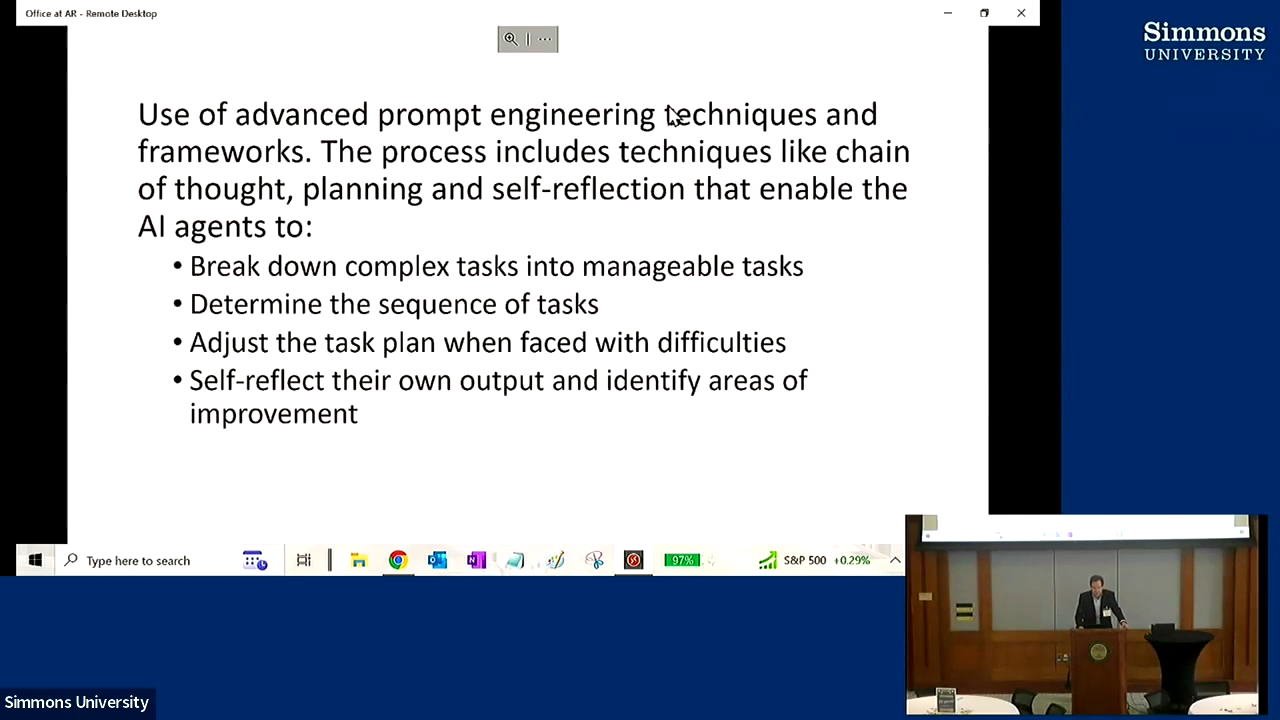 Office at AR - Remote Desktop
Simmons
UNIVERSITY
Use of advanced prompt engineering techniques and
frameworks. The process includes techniques like chain
of thought, planning and self-reflection that enable the
AI agents to:
• Break down complex tasks into manageable tasks
• Determine the sequence of tasks
• Adjust the task plan when faced with difficulties
• Self-reflect their own output and identify areas of
improvement
Type here to search
97%
S&P 500 +0.29%
Simmons University